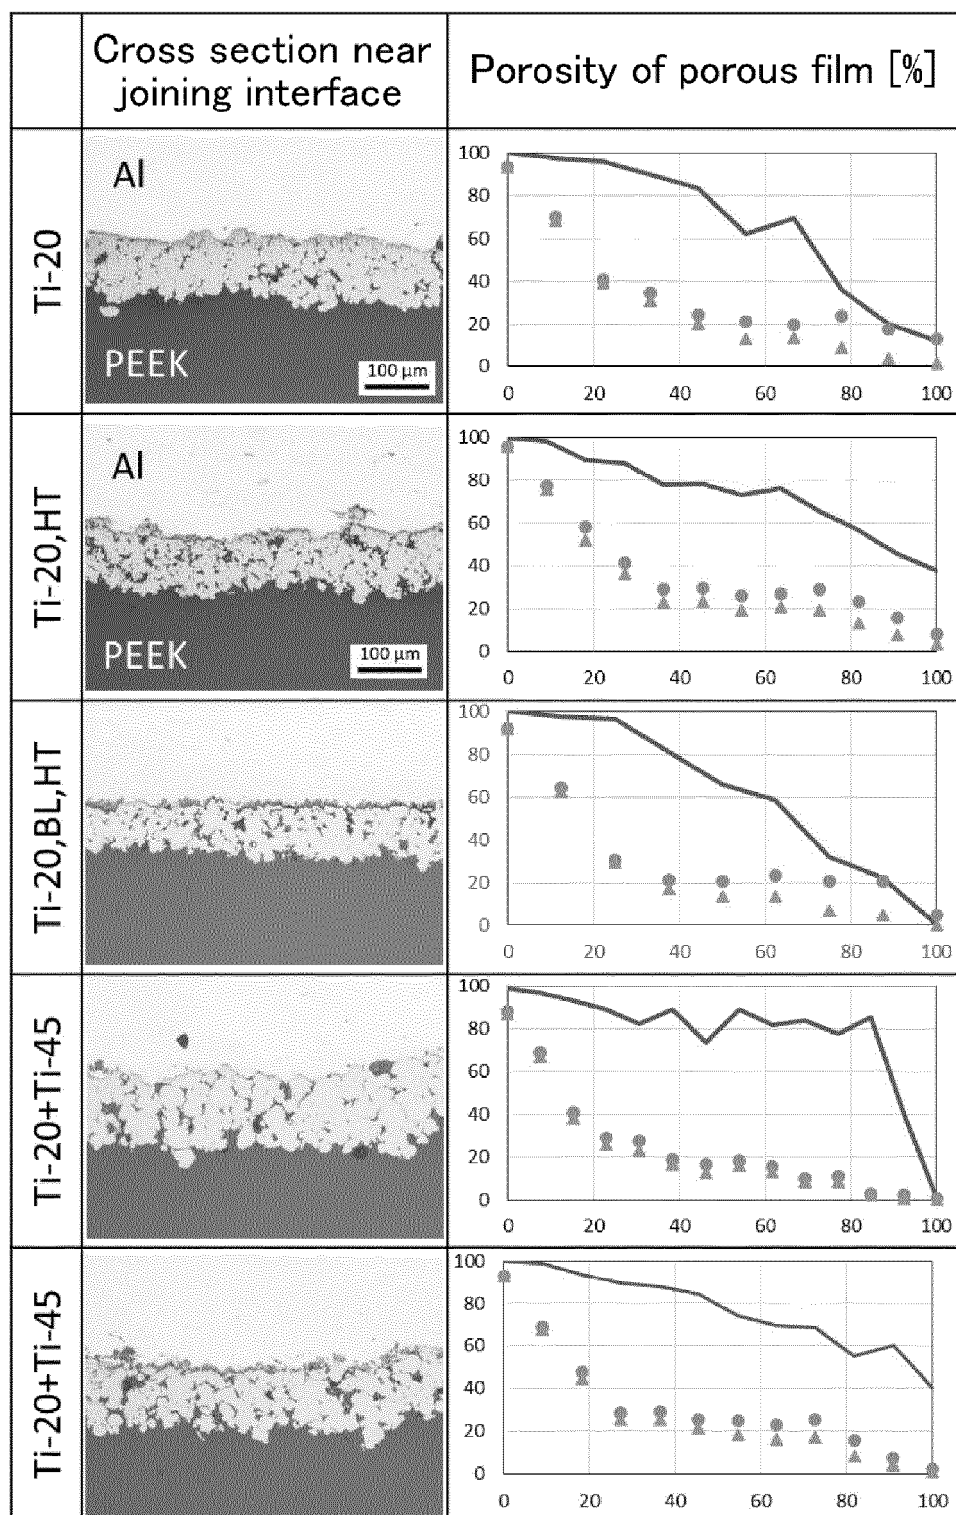 Cross section near
joining interface
Porosity of porous film [%]
Ti-20
Al
PEEK
100 μm
100
80
60
40
20
0
0 20 40 60 80 100
Ti-20,HT
Al
PEEK
100 μm
100
80
60
40
20
0
0 20 40 60 80 100
Ti-20,BL,HT
100
80
60
40
20
0
0 20 40 60 80 100
Ti-20+Ti-45
100
80
60
40
20
0
0 20 40 60 80 100
Ti-20+Ti-45
100
80
60
40
20
0
0 20 40 60 80 100